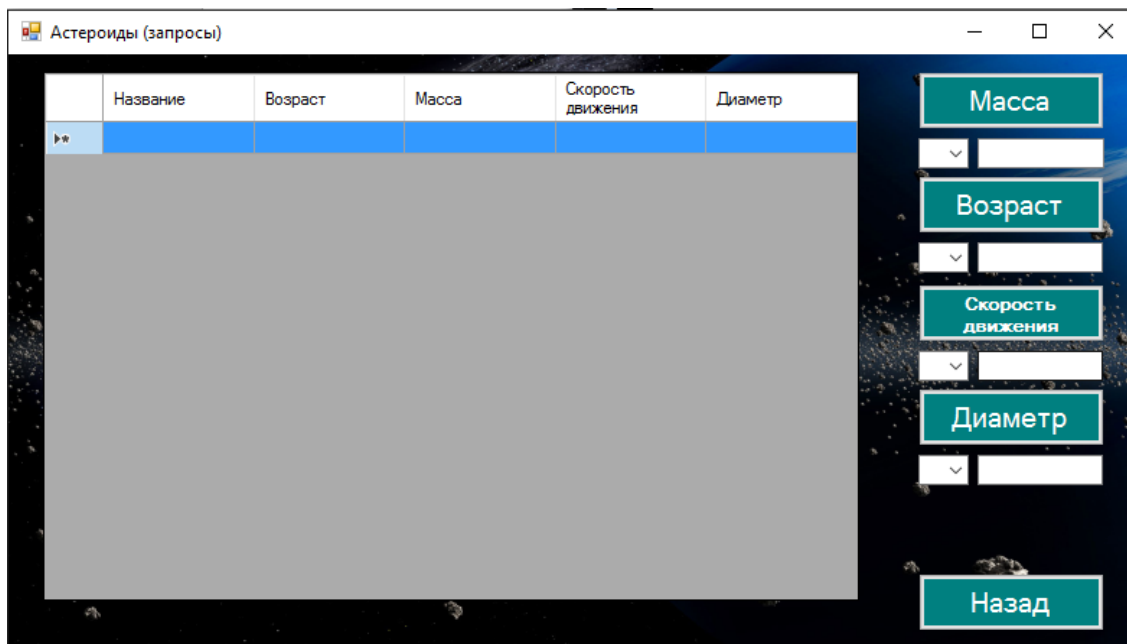 Астероиды (запросы)
Название Возраст Масса Скорость движения Диаметр
Масса
Возраст
Скорость
движения
Диаметр
Назад